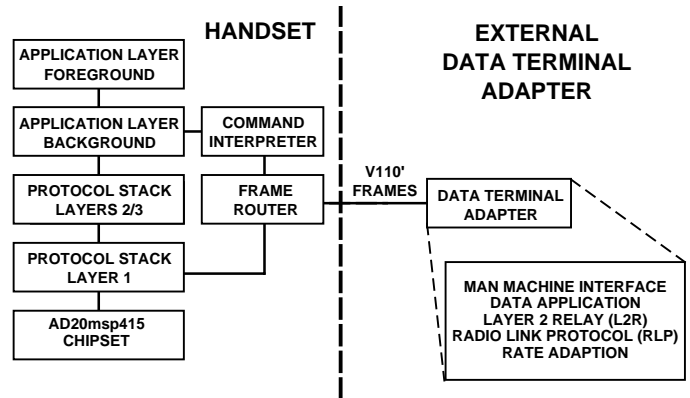 HANDSET
APPLICATION LAYER
FOREGROUND
APPLICATION LAYER
BACKGROUND
COMMAND
INTERPRETER
PROTOCOL STACK
LAYERS 2/3
FRAME
ROUTER
PROTOCOL STACK
LAYER 1
AD20msp415
CHIPSET
EXTERNAL
DATA TERMINAL
ADAPTER
V110'
FRAMES
DATA TERMINAL
ADAPTER
MAN MACHINE INTERFACE
DATA APPLICATION
LAYER 2 RELAY (L2R)
RADIO LINK PROTOCOL (RLP)
RATE ADAPTION